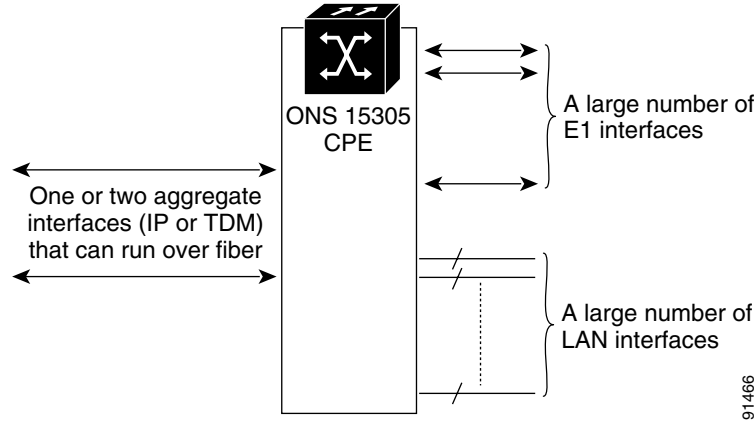 ONS 15305
CPE
A large number of
E1 interfaces
One or two aggregate
interfaces (IP or TDM)
that can run over fiber
A large number of
LAN interfaces
91466